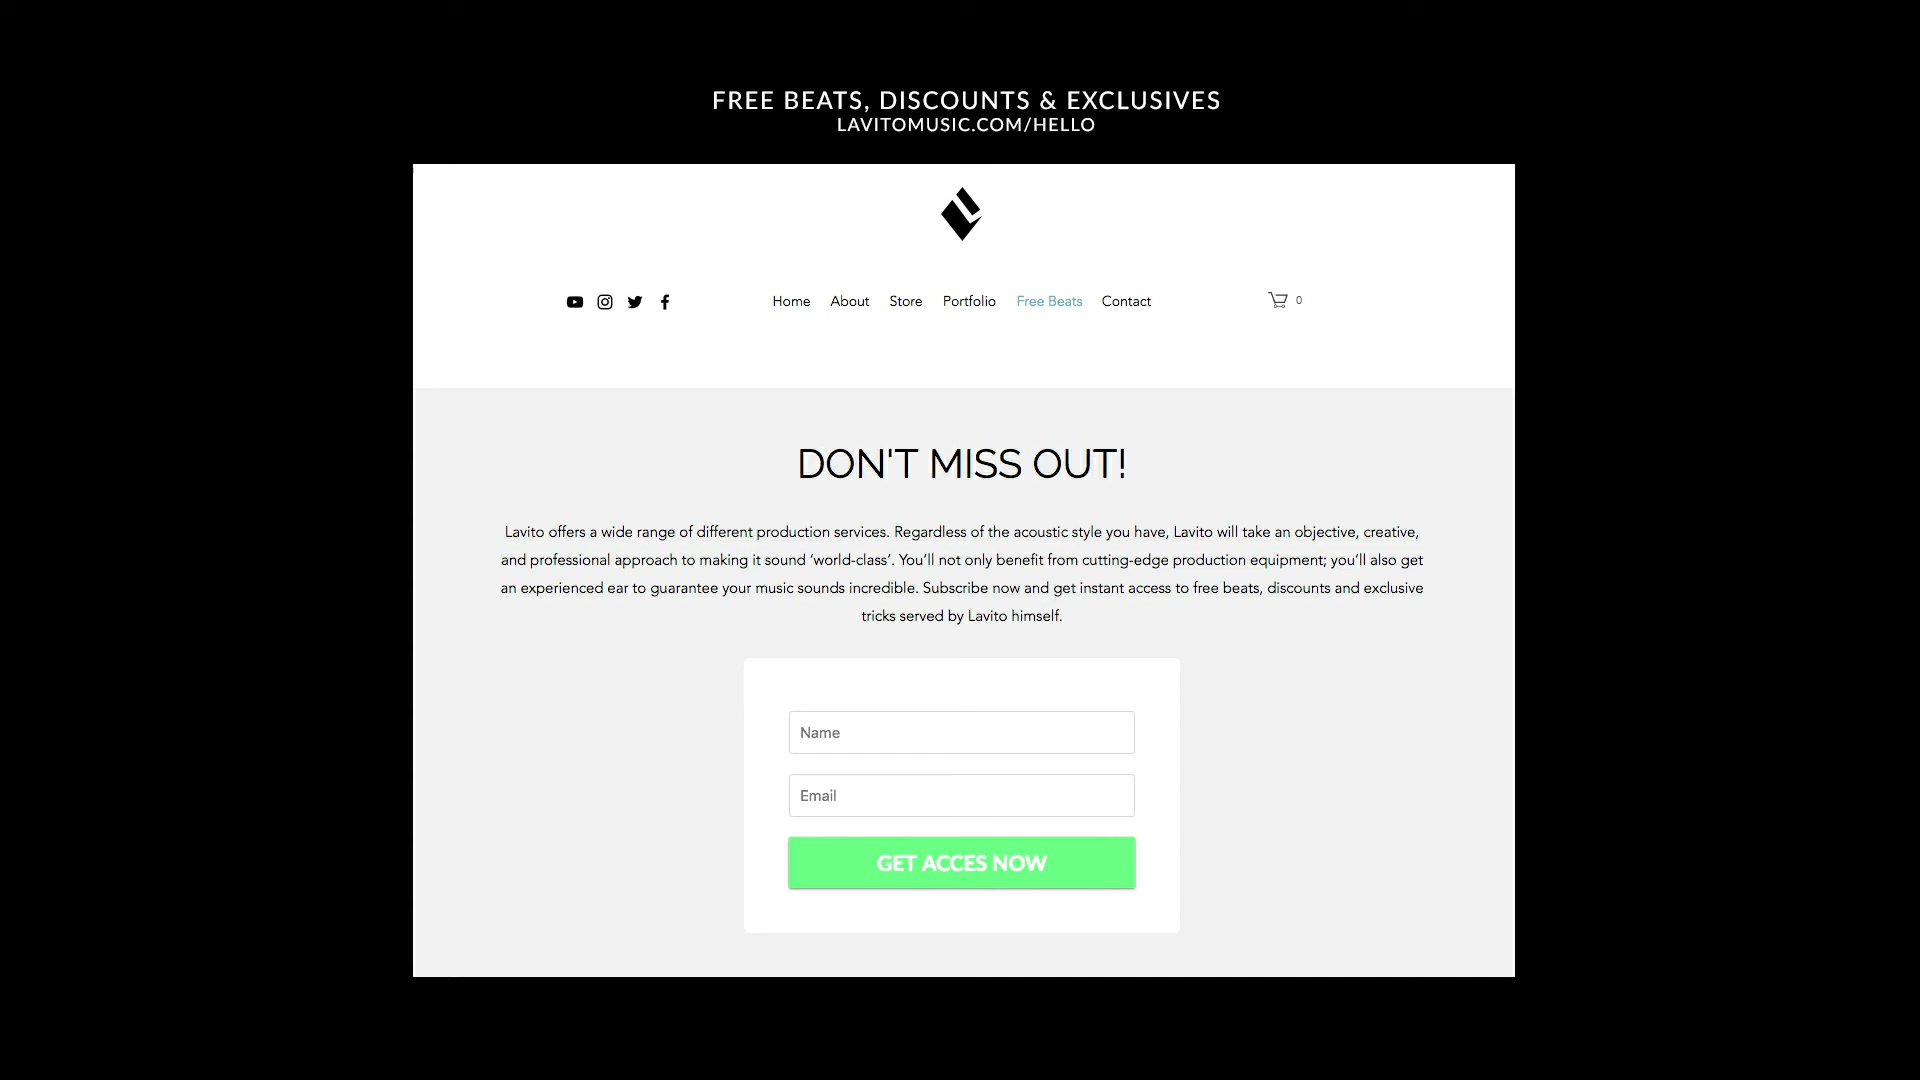 FREE BEATS, DISCOUNTS & EXCLUSIVES
LAVITOMUSIC.COM/HELLO
Home About Store Portfolio Free Beats Contact 0
DON'T MISS OUT!
Lavito offers a wide range of different production services. Regardless of the acoustic style you have, Lavito will take an objective, creative,
and professional approach to making it sound ‘world-class’. You’ll not only benefit from cutting-edge production equipment; you’ll also get
an experienced ear to guarantee your music sounds incredible. Subscribe now and get instant access to free beats, discounts and exclusive
tricks served by Lavito himself.
Name
Email
GET ACCES NOW